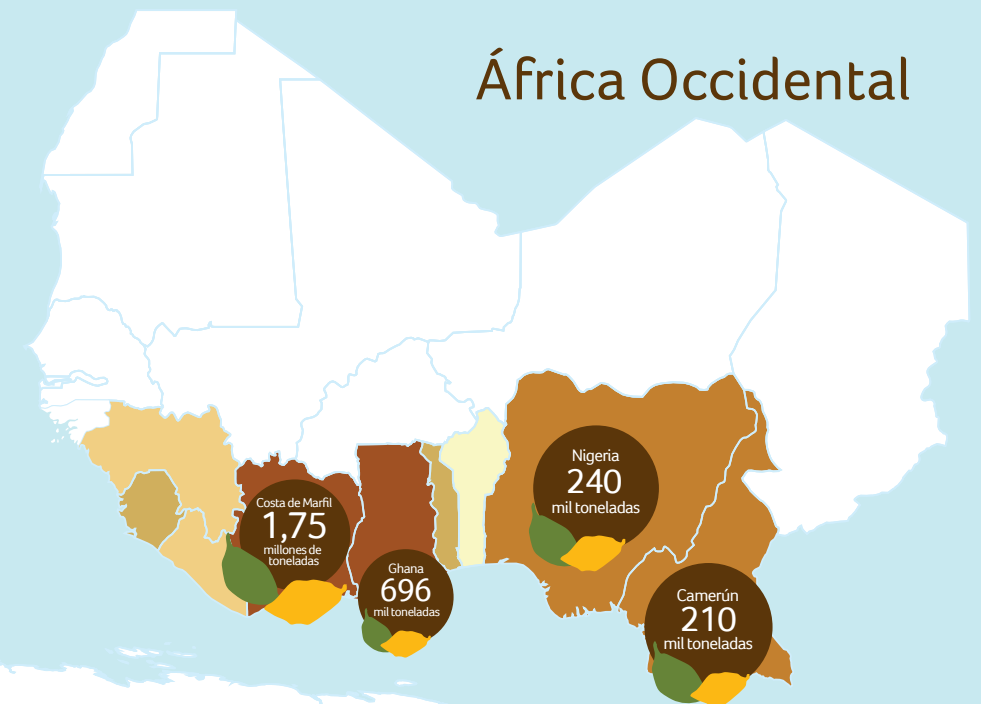 África Occidental
Nigeria
240
mil toneladas
Costa de Marfil
1,75
millones de
toneladas
Ghana
696
mil toneladas
Camerún
210
mil toneladas